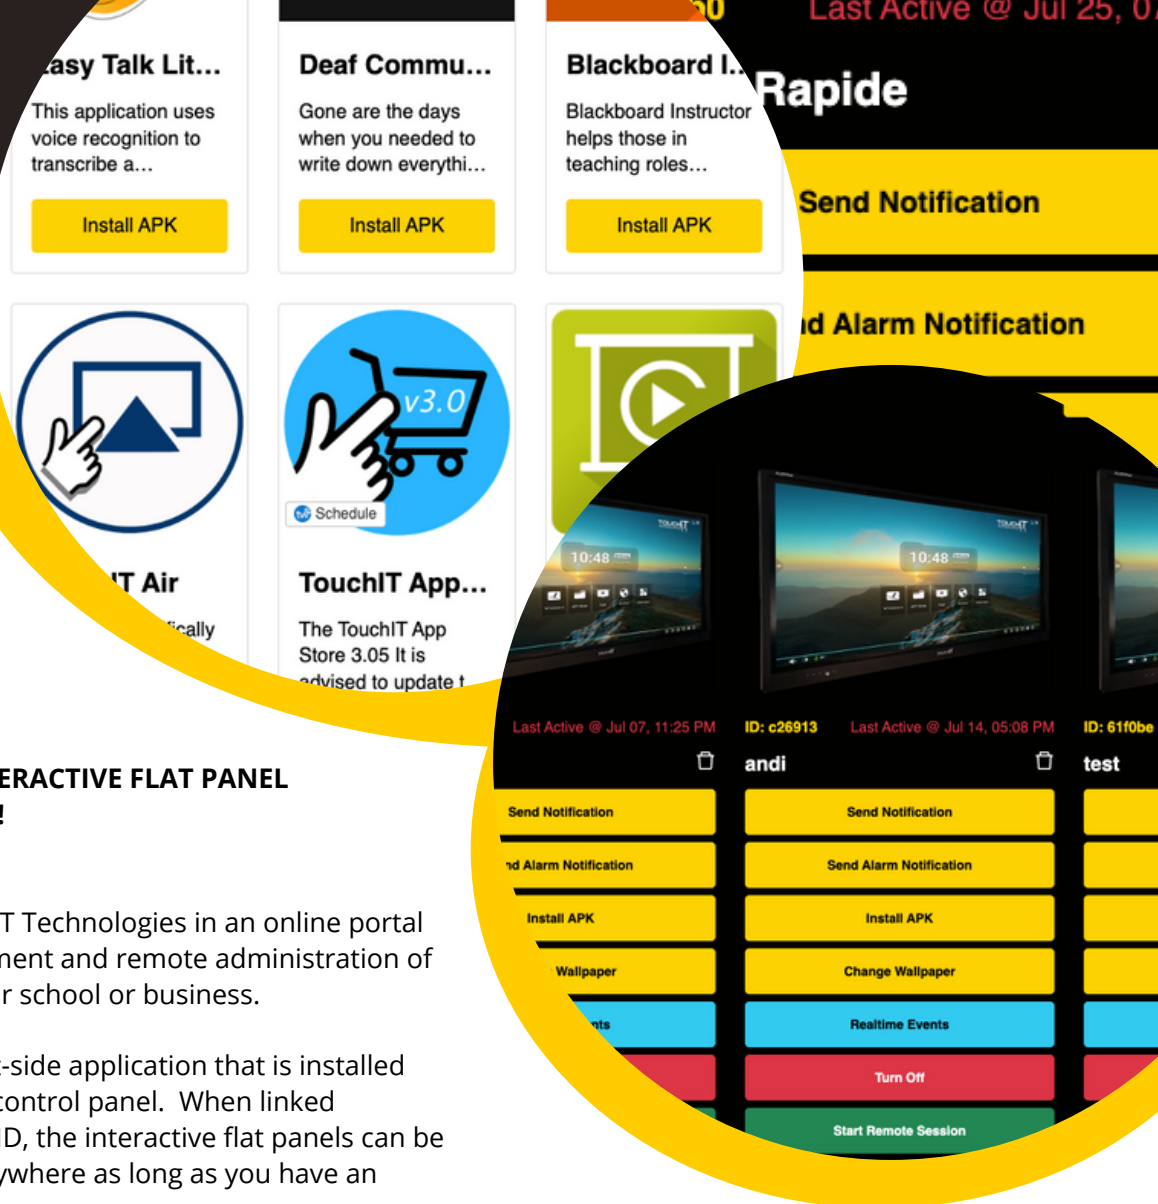 Last Active @ Jul 25, 07
Rapide
Send Notification
nd Alarm Notification
Easy Talk Lit...
This application uses
voice recognition to
transcribe a...
Install APK
Deaf Commu...
Gone are the days
when you needed to
write down everythi...
Install APK
Blackboard I...
Blackboard Instructor
helps those in
teaching roles...
Install APK
IT Air
ically
v3.0
Schedule
TouchIT App...
The TouchIT App
Store 3.05 It is
advised to update t
10:48
TOUCHIT
10:48
Last Active @ Jul 07, 11:25 PM
Send Notification
nd Alarm Notification
Install APK
Wallpaper
nts
ID: c26913
Last Active @ Jul 14, 05:08 PM
andi
Send Notification
Send Alarm Notification
Install APK
Change Wallpaper
Realtime Events
Turn Off
Start Remote Session
ID: 61f0be
test
ERACTIVE FLAT PANEL
!
T Technologies in an online portal
ment and remote administration of
r school or business.
t-side application that is installed
control panel. When linked
ID, the interactive flat panels can be
ywhere as long as you have an